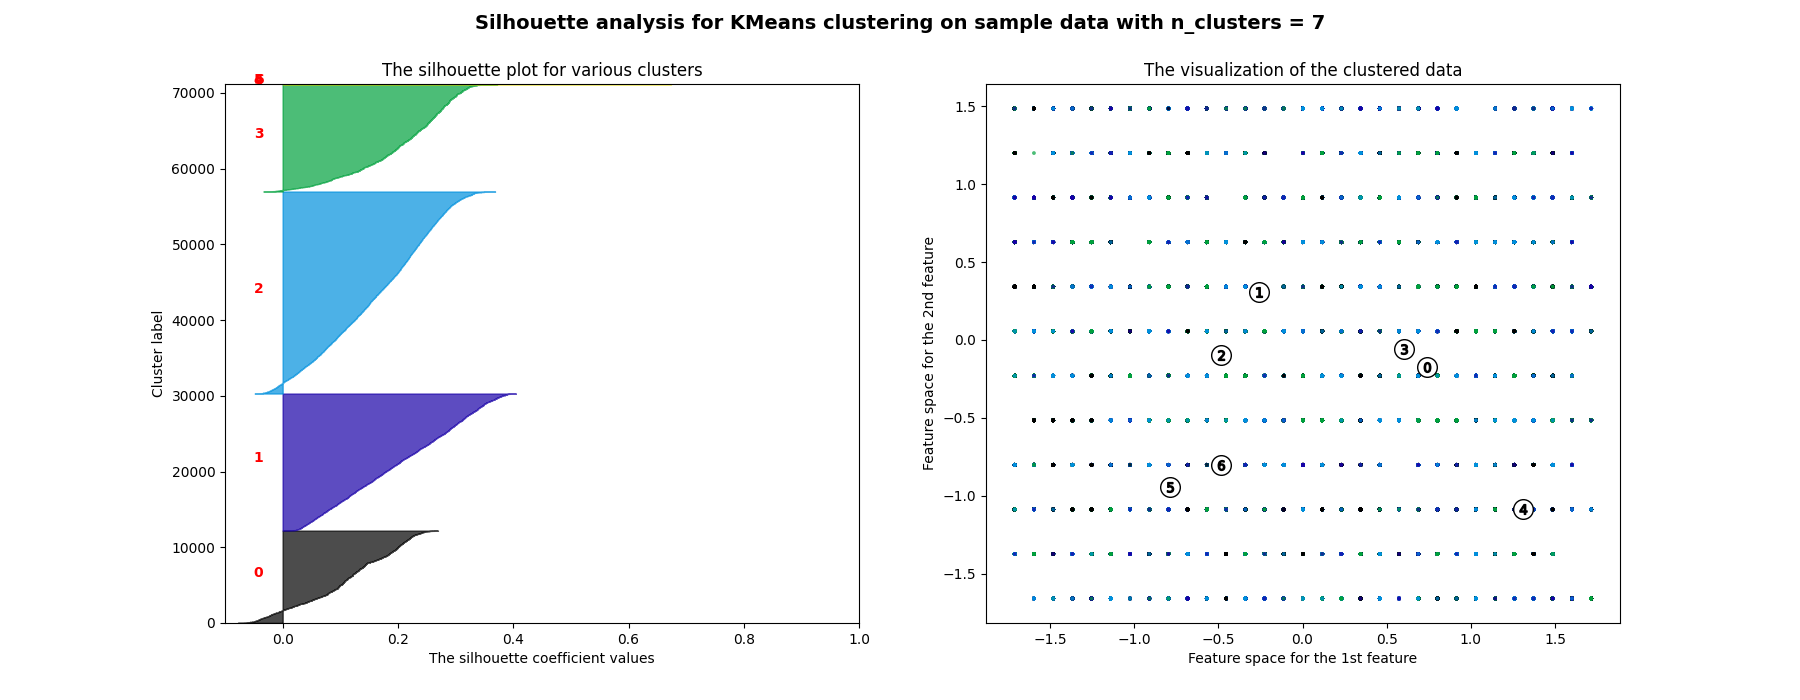 Silhouette analysis for KMeans clustering on sample data with n_clusters = 7
The silhouette plot for various clusters
Cluster label
70000
60000
50000
40000
30000
20000
10000
0
3
2
1
0
0.0 0.2 0.4 0.6 0.8 1.0
The silhouette coefficient values
The visualization of the clustered data
Feature space for the 2nd feature
1.5
1.0
0.5
0.0
−0.5
−1.0
−1.5
1
3
2
0
6
5
4
−1.5 −1.0 −0.5 0.0 0.5 1.0 1.5
Feature space for the 1st feature